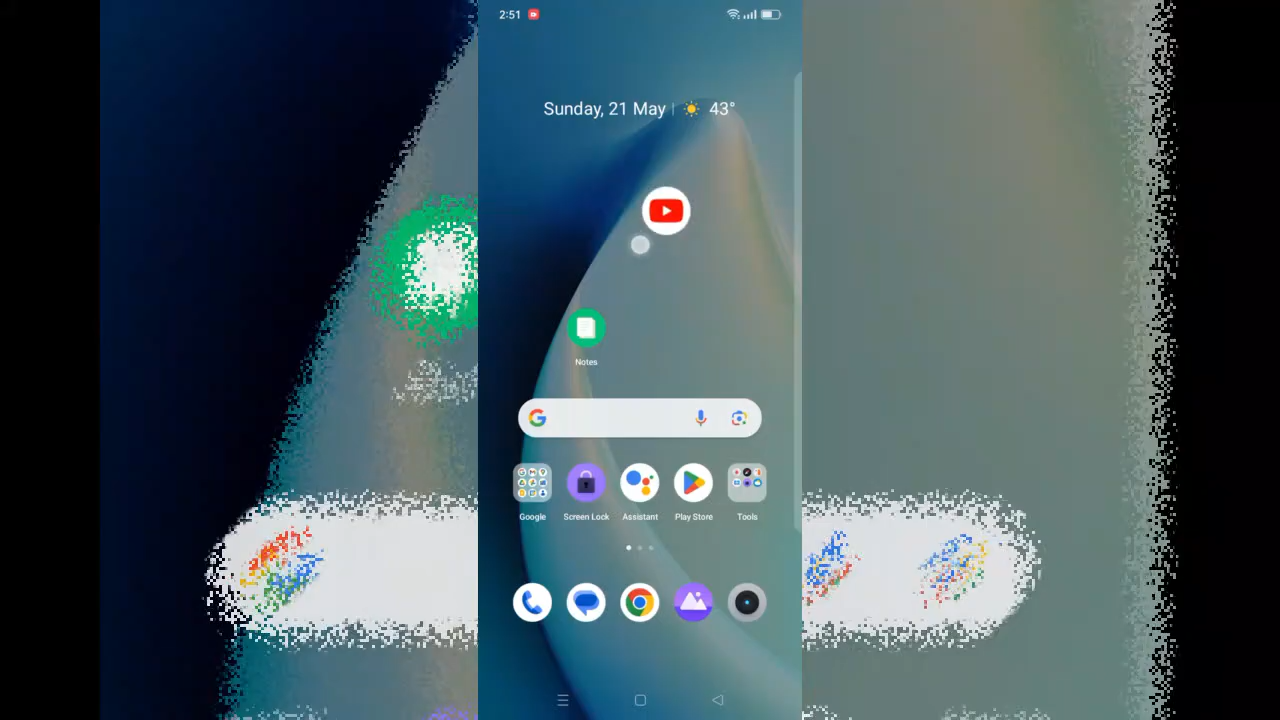 2:51
Sunday, 21 May | 43°
Notes
Google
Screen Lock
Assistant
Play Store
Tools